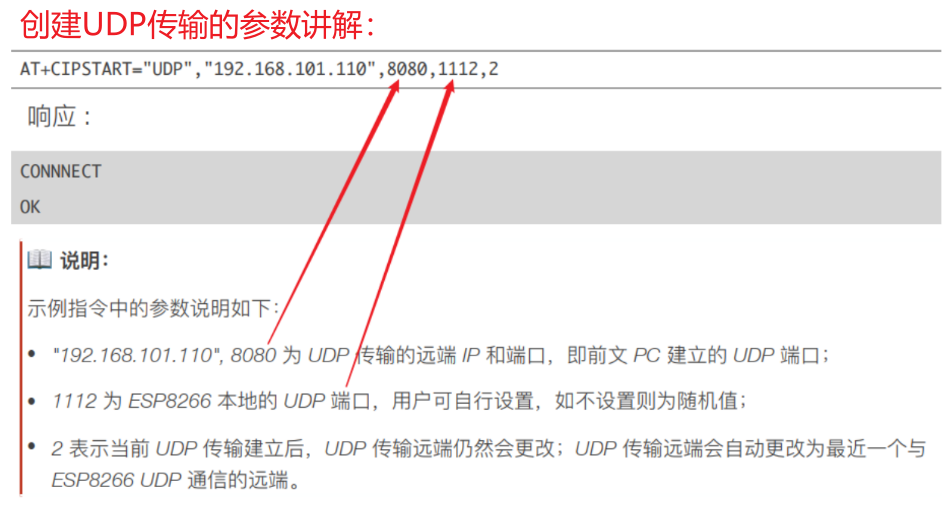 创建UDP传输的参数讲解：
AT+CIPSTART="UDP","192.168.101.110",8080,1112,2
响应：
CONNNECT
OK
说明：
示例指令中的参数说明如下：
• "192.168.101.110", 8080 为 UDP 传输的远端 IP 和端口，即前文 PC 建立的 UDP 端口；
• 1112 为 ESP8266 本地的 UDP 端口，用户可自行设置，如不设置则为随机值；
• 2 表示当前 UDP 传输建立后，UDP 传输远端仍然会更改；UDP 传输远端会自动更改为最近一个与
ESP8266 UDP 通信的远端。